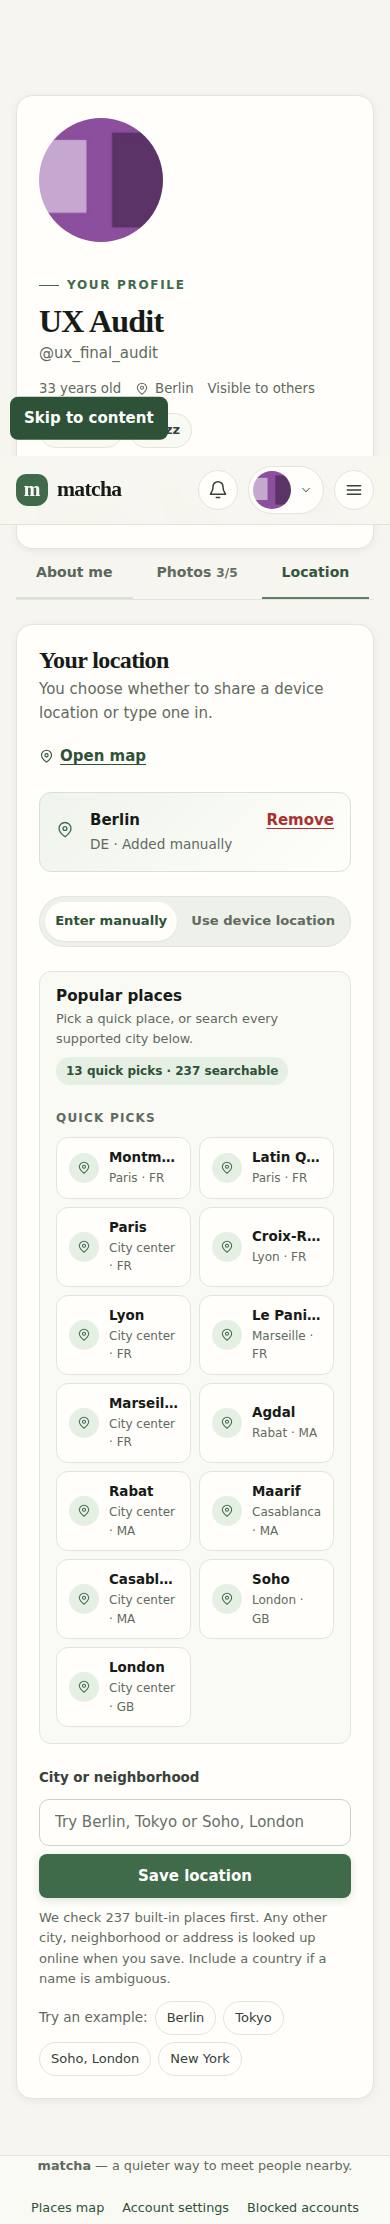 YOUR PROFILE
UX Audit
@ux_final_audit
33 years old Berlin Visible to others
Skip to content
zz
m matcha
About me Photos 3/5 Location
Your location
You choose whether to share a device
location or type one in.
Open map
Berlin Remove
DE · Added manually
Enter manually Use device location
Popular places
Pick a quick place, or search every
supported city below.
13 quick picks · 237 searchable
QUICK PICKS
Montm… Latin Q…
Paris · FR Paris · FR
Paris Croix-R…
City center Lyon · FR
· FR
Lyon Le Pani…
City center Marseille ·
· FR FR
Marseil… Agdal
City center Rabat · MA
· FR
Rabat Maarif
City center Casablanca
· MA · MA
Casabl… Soho
City center London ·
· MA GB
London
City center
· GB
City or neighborhood
Try Berlin, Tokyo or Soho, London
Save location
We check 237 built-in places first. Any other
city, neighborhood or address is looked up
online when you save. Include a country if a
name is ambiguous.
Try an example: Berlin Tokyo
Soho, London New York
matcha — a quieter way to meet people nearby.
Places map Account settings Blocked accounts